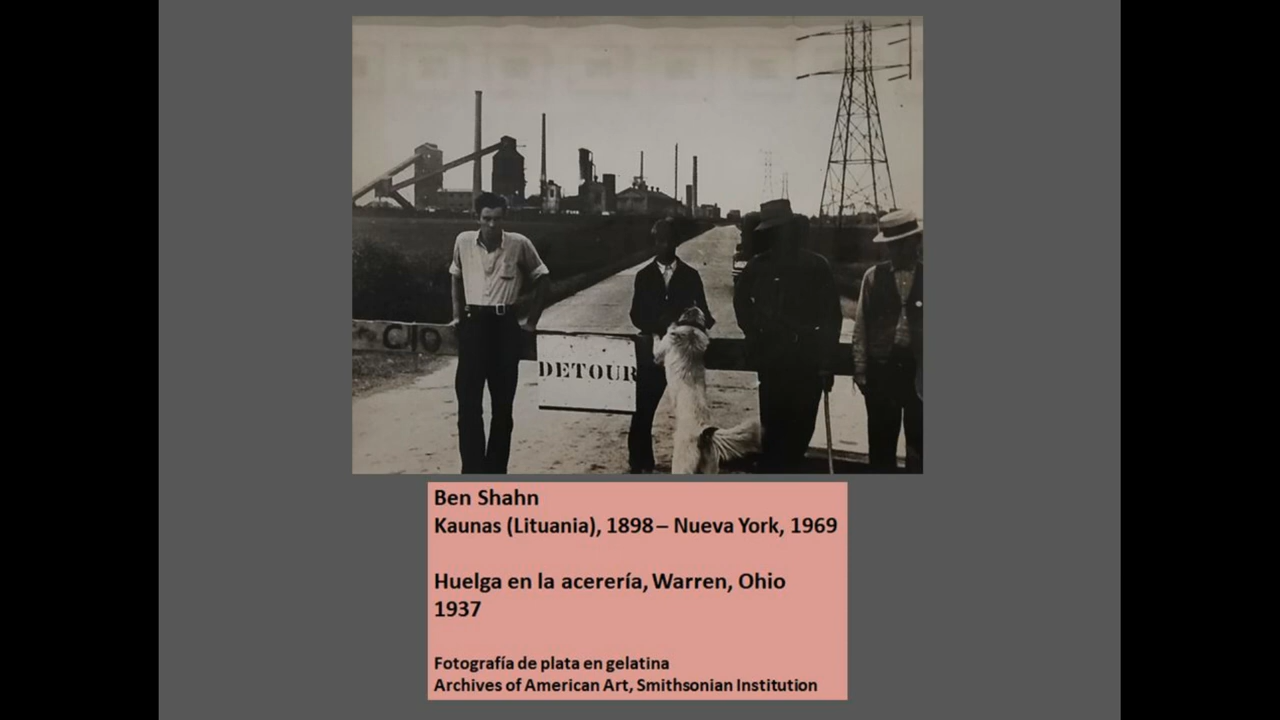 CIO
DETOUR
Ben Shahn
Kaunas (Lituania), 1898 – Nueva York, 1969
Huelga en la acerería, Warren, Ohio
1937
Fotografía de plata en gelatina
Archives of American Art, Smithsonian Institution